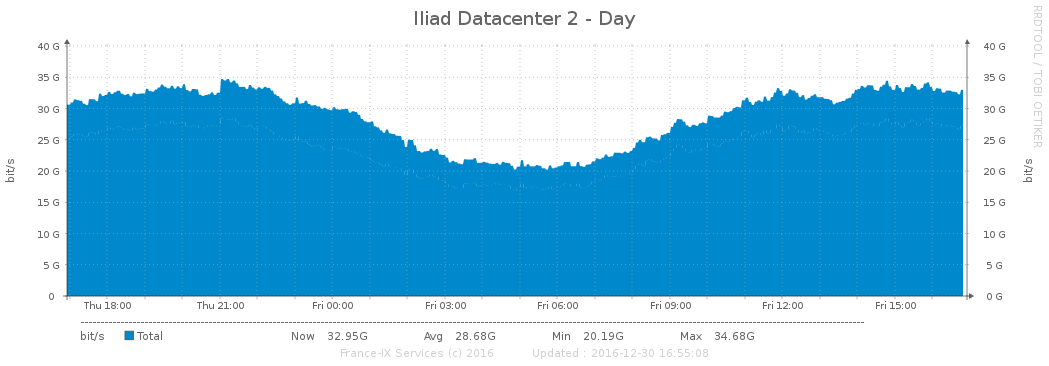 Iliad Datacenter 2 - Day
RRDTOOL / TOBI OETIKER
40 G 40 G
35 G 35 G
30 G 30 G
25 G 25 G
20 G 20 G
15 G 15 G
10 G 10 G
5 G 5 G
0 0 G
bit/s bit/s
Thu 18:00 Thu 21:00 Fri 00:00 Fri 03:00 Fri 06:00 Fri 09:00 Fri 12:00 Fri 15:00
bit/s Total Now 32.95G Avg 28.68G Min 20.19G Max 34.68G
France-IX Services (c) 2016 Updated : 2016-12-30 16:55:08